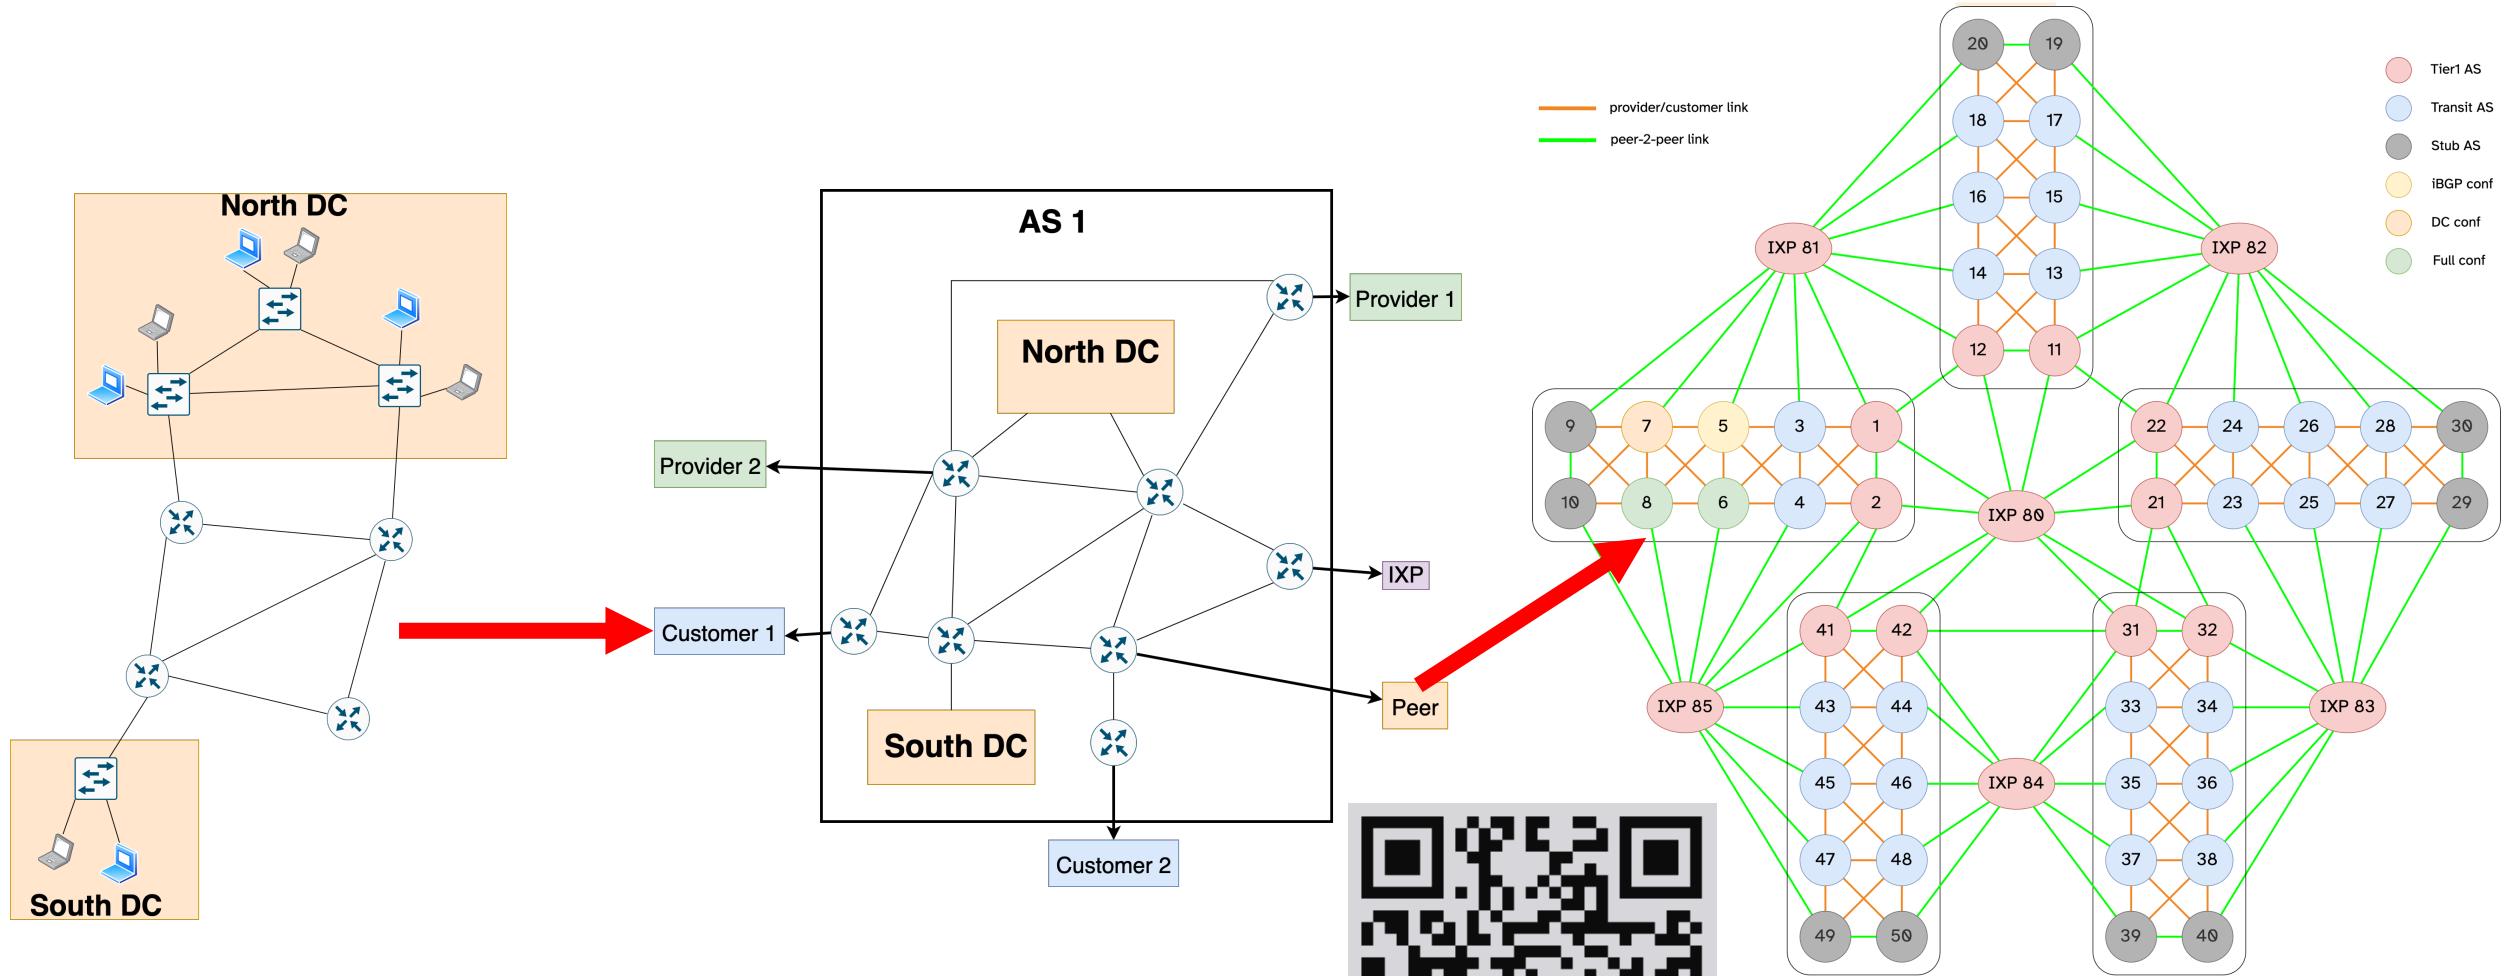 North DC
South DC
AS 1
North DC
South DC
Provider 1
Provider 2
Customer 1
IXP
Peer
Customer 2
provider/customer link
peer-2-peer link
Tier1 AS
Transit AS
Stub AS
iBGP conf
DC conf
Full conf
20 19
18 17
16 15
IXP 81 IXP 82
14 13
12 11
9 7 5 3 1
22 24 26 28 30
10 8 6 4 2
IXP 80
21 23 25 27 29
41 42 31 32
IXP 85 43 44 33 34 IXP 83
45 46 IXP 84 35 36
47 48 37 38
49 50 39 40